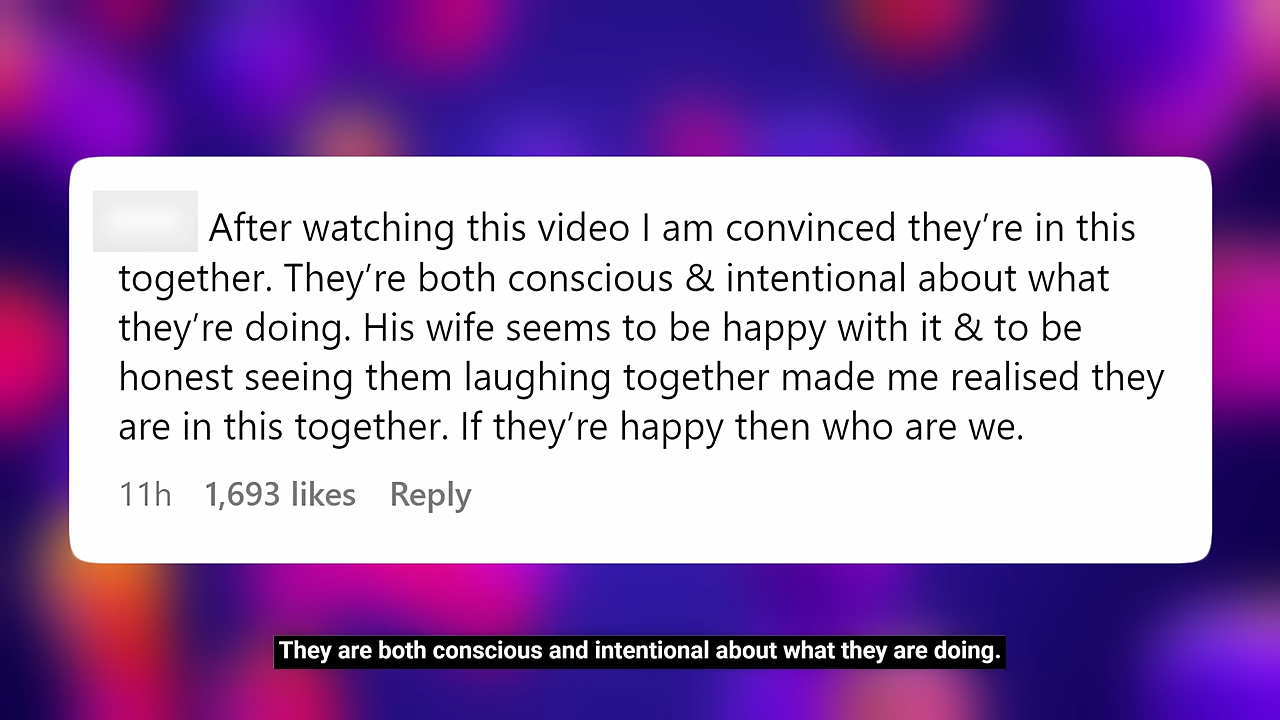 After watching this video I am convinced they’re in this
together. They’re both conscious & intentional about what
they’re doing. His wife seems to be happy with it & to be
honest seeing them laughing together made me realised they
are in this together. If they’re happy then who are we.
11h 1,693 likes Reply
They are both conscious and intentional about what they are doing.